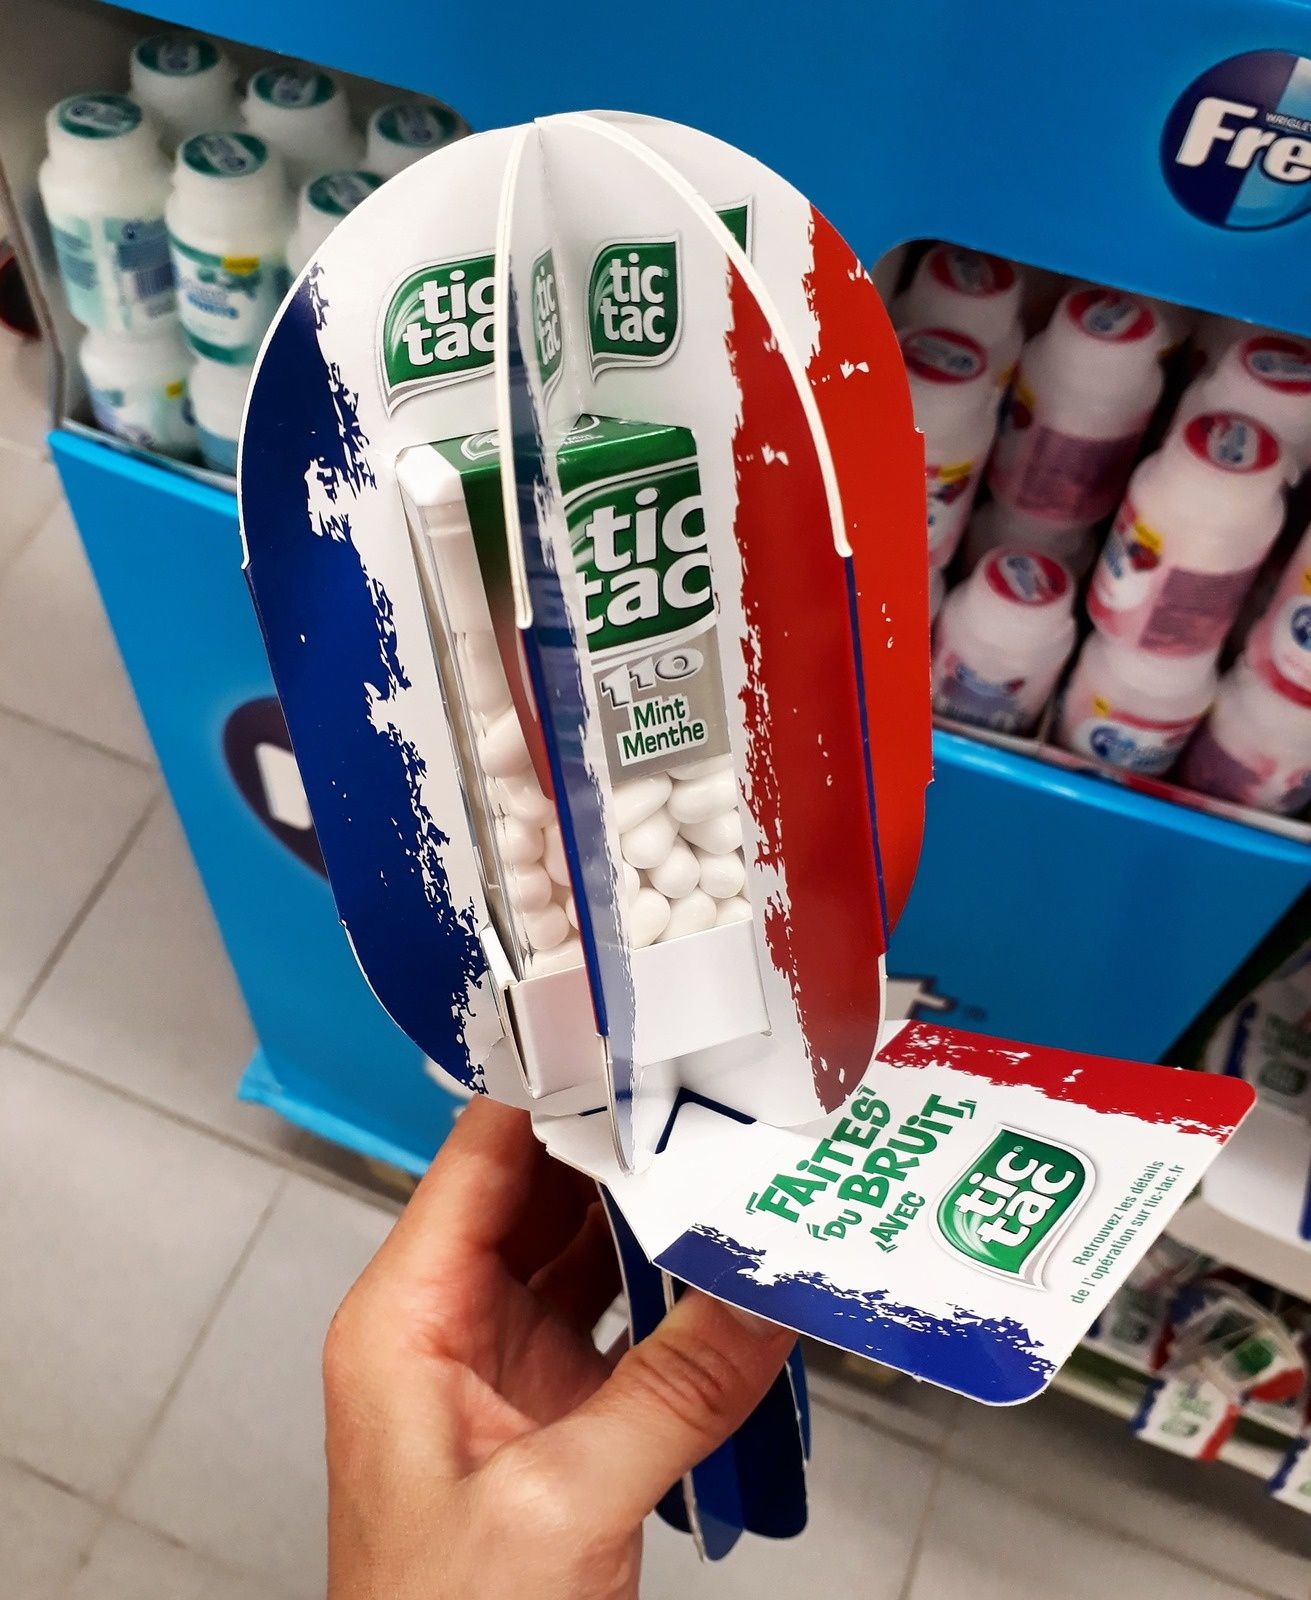 WRIGLE
Fre
tic
tac
tic
tac
tic
tac
tic
tac
110
Mint
Menthe
"FAiTES"
"DU BRUiT"
"AVEC"
tic
tac
Retrouvez les détails
de l'opération sur tic-tac.fr